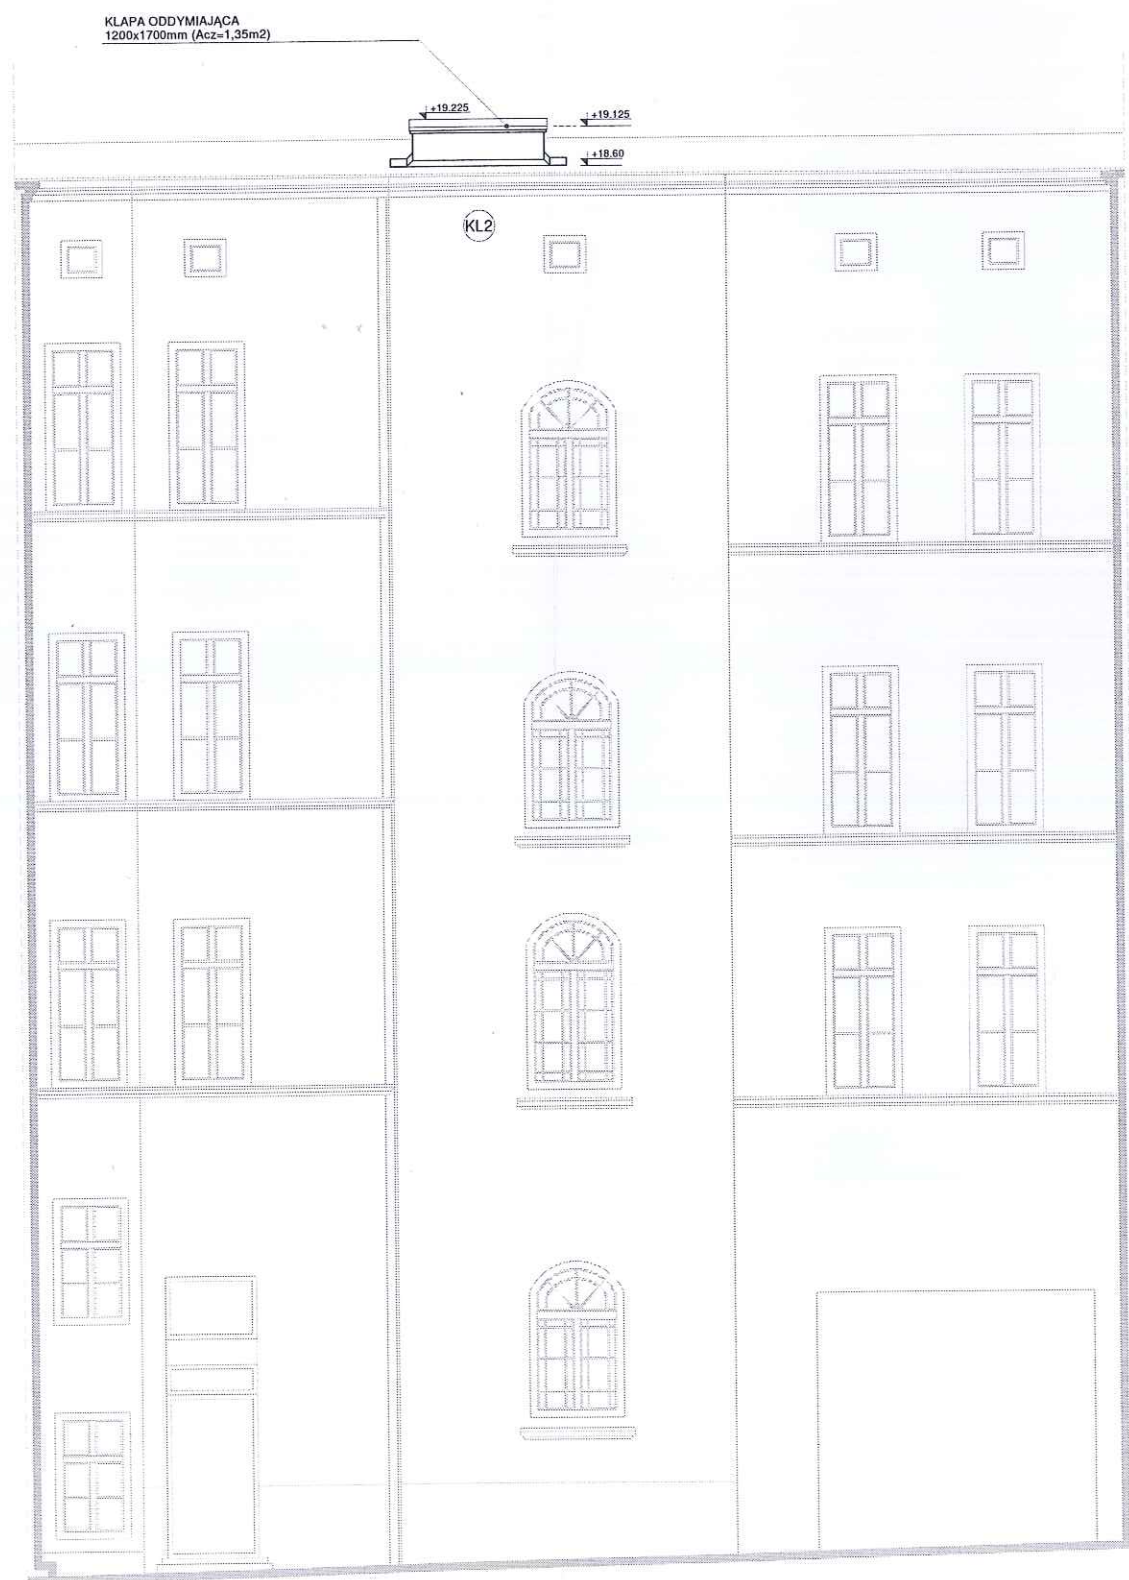 KLAPA ODDYMIAJĄCA
1200x1700mm (Acz=1,35m2)
+19.225
+19.125
+18.60
KL2